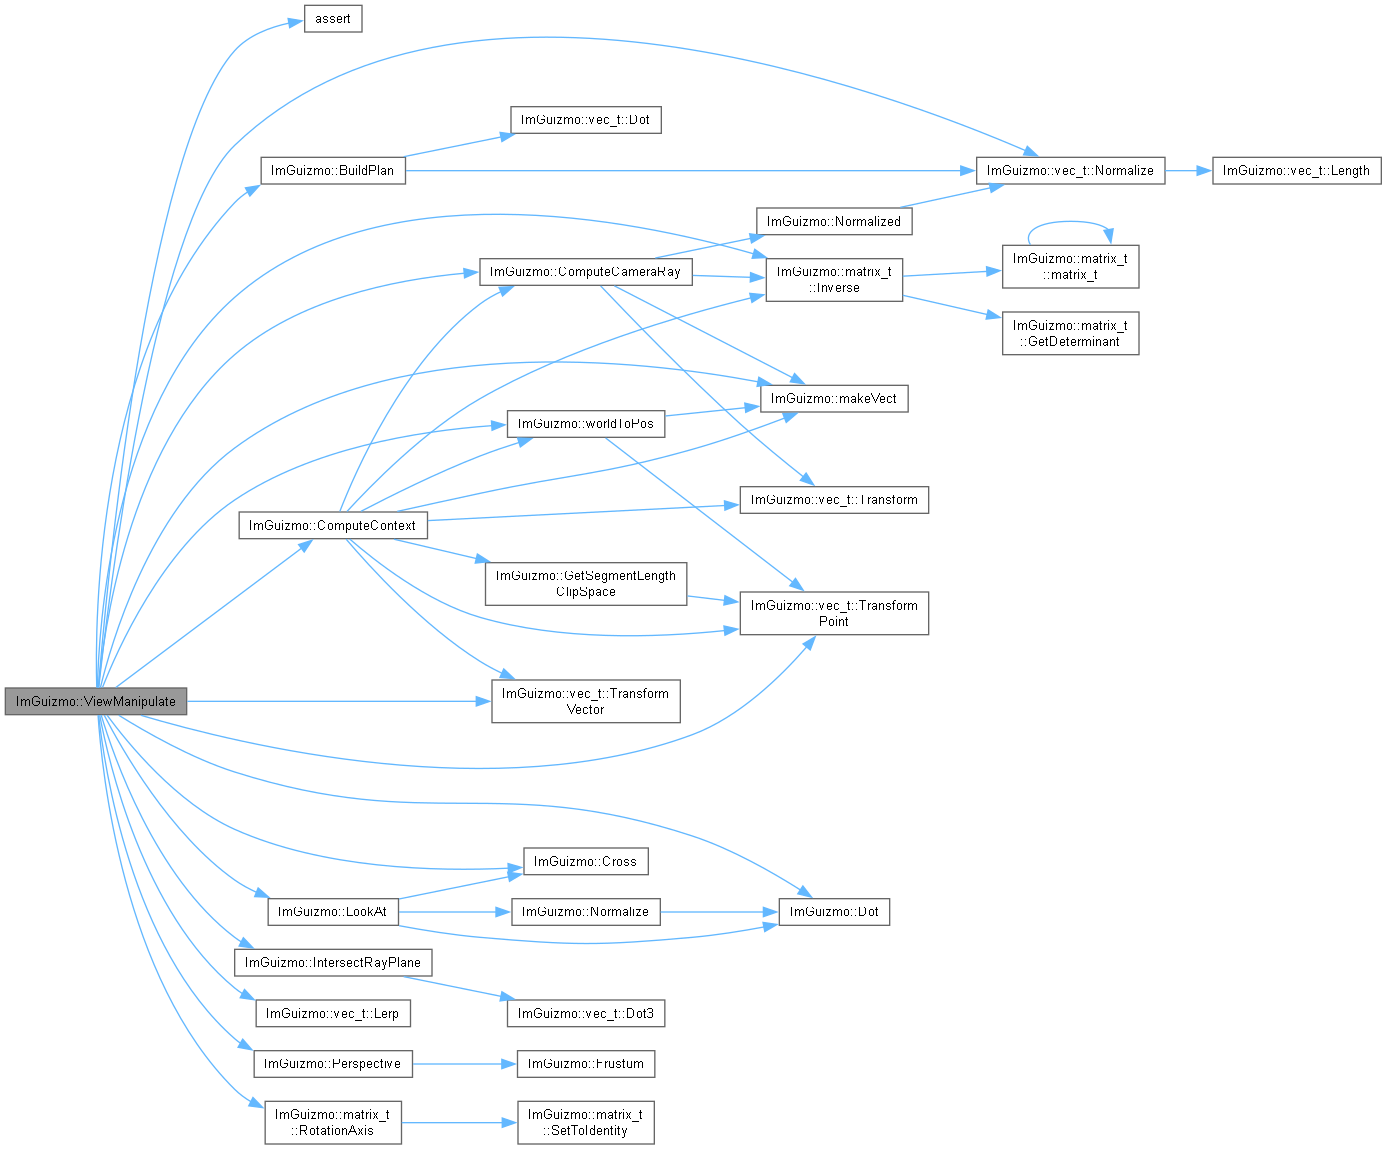 assert
ImGuizmo::vec_t::Dot
ImGuizmo::BuildPlan
ImGuizmo::vec_t::Normalize
ImGuizmo::vec_t::Length
ImGuizmo::Normalized
ImGuizmo::ComputeCameraRay
ImGuizmo::matrix_t
::Inverse
ImGuizmo::matrix_t
::matrix_t
ImGuizmo::matrix_t
::GetDeterminant
ImGuizmo::makeVect
ImGuizmo::worldToPos
ImGuizmo::vec_t::Transform
ImGuizmo::ComputeContext
ImGuizmo::GetSegmentLength
ClipSpace
ImGuizmo::vec_t::Transform
Point
ImGuizmo::ViewManipulate
ImGuizmo::vec_t::Transform
Vector
ImGuizmo::Cross
ImGuizmo::LookAt
ImGuizmo::Normalize
ImGuizmo::Dot
ImGuizmo::IntersectRayPlane
ImGuizmo::vec_t::Lerp
ImGuizmo::vec_t::Dot3
ImGuizmo::Perspective
ImGuizmo::Frustum
ImGuizmo::matrix_t
::RotationAxis
ImGuizmo::matrix_t
::SetToIdentity